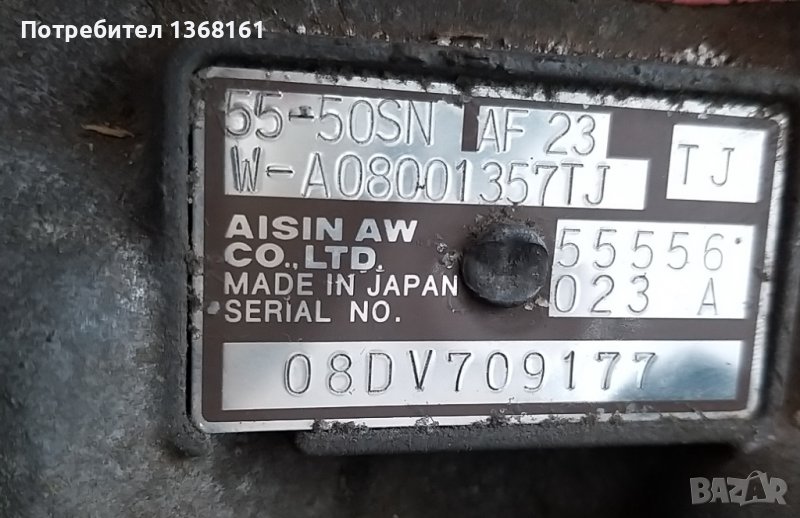 Потребител 1368161
55-50SN AF 23
W-A08001357TJ
TJ
AISIN AW
CO.,LTD.
MADE IN JAPAN
SERIAL NO.
55556
023 A
08DV709177
BAZAR